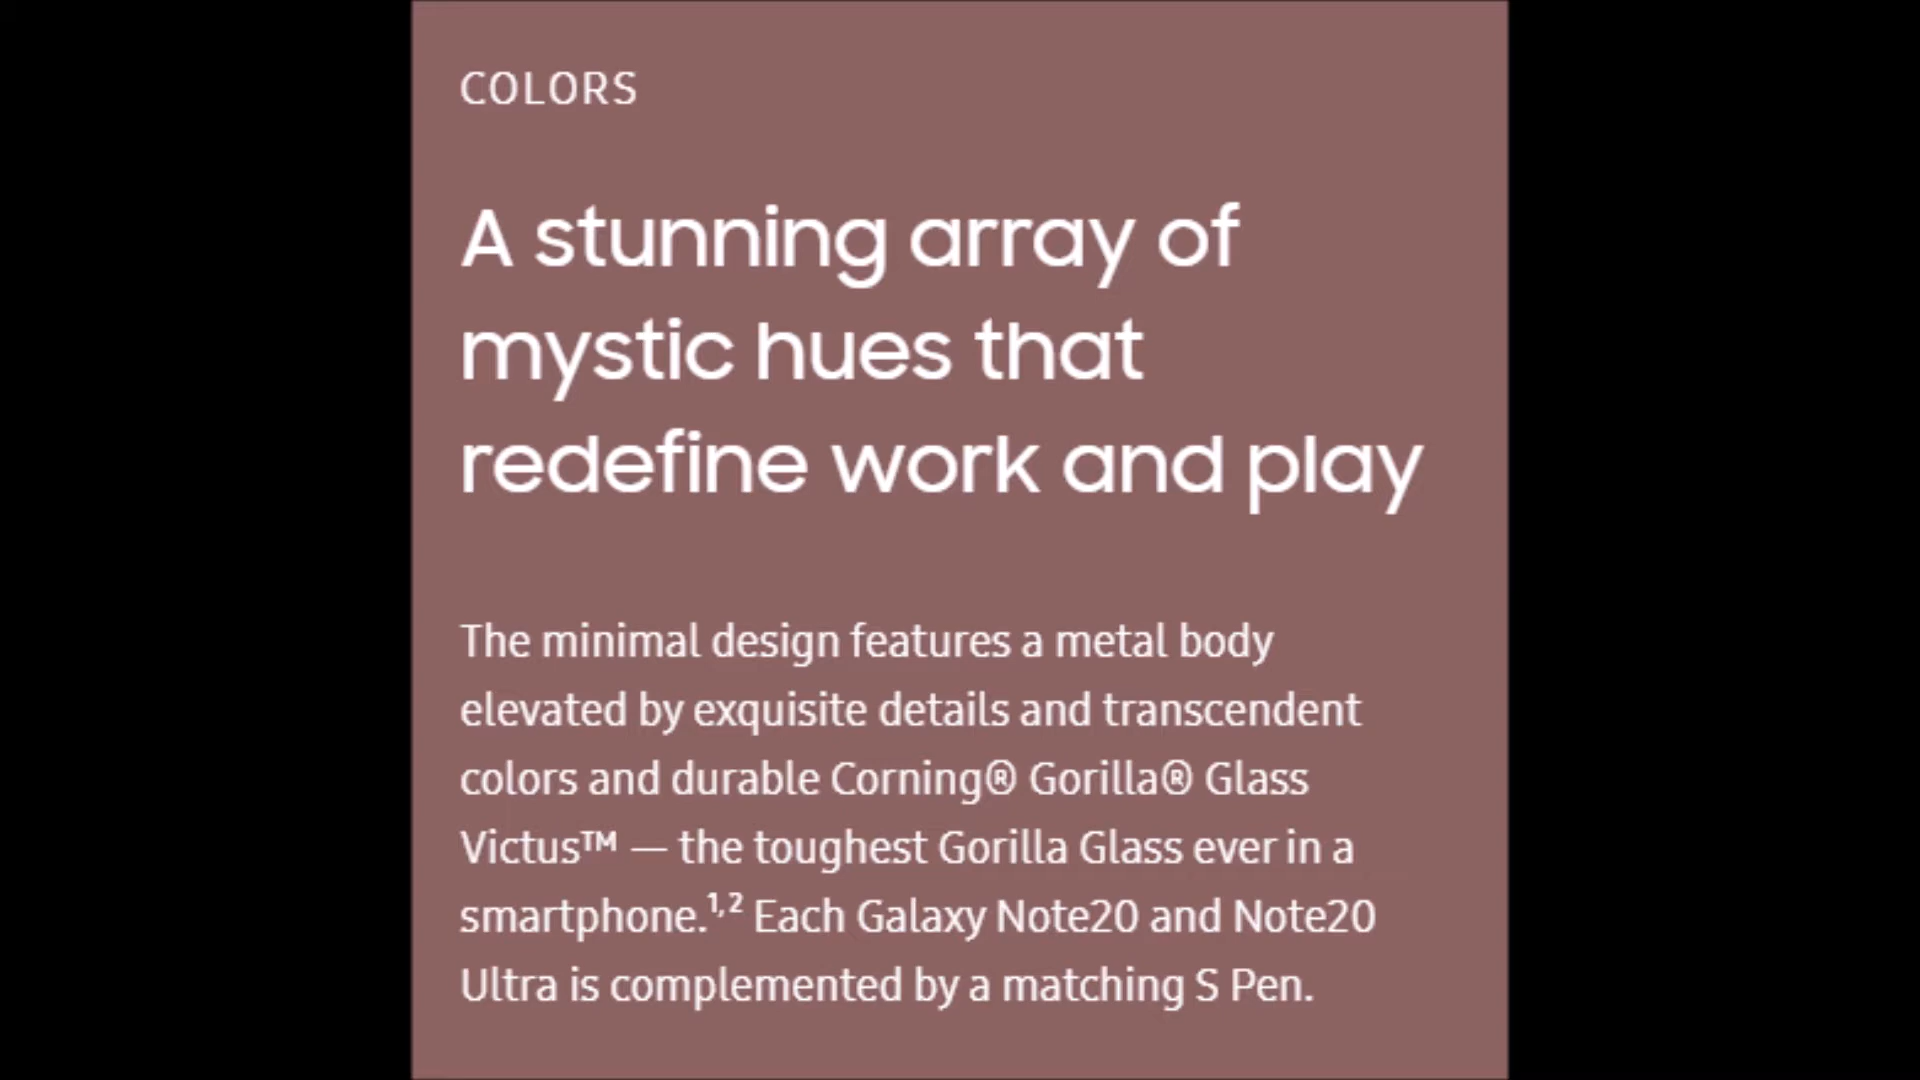 COLORS
A stunning array of
mystic hues that
redefine work and play
The minimal design features a metal body
elevated by exquisite details and transcendent
colors and durable Corning® Gorilla® Glass
Victus™ — the toughest Gorilla Glass ever in a
smartphone.¹,² Each Galaxy Note20 and Note20
Ultra is complemented by a matching S Pen.